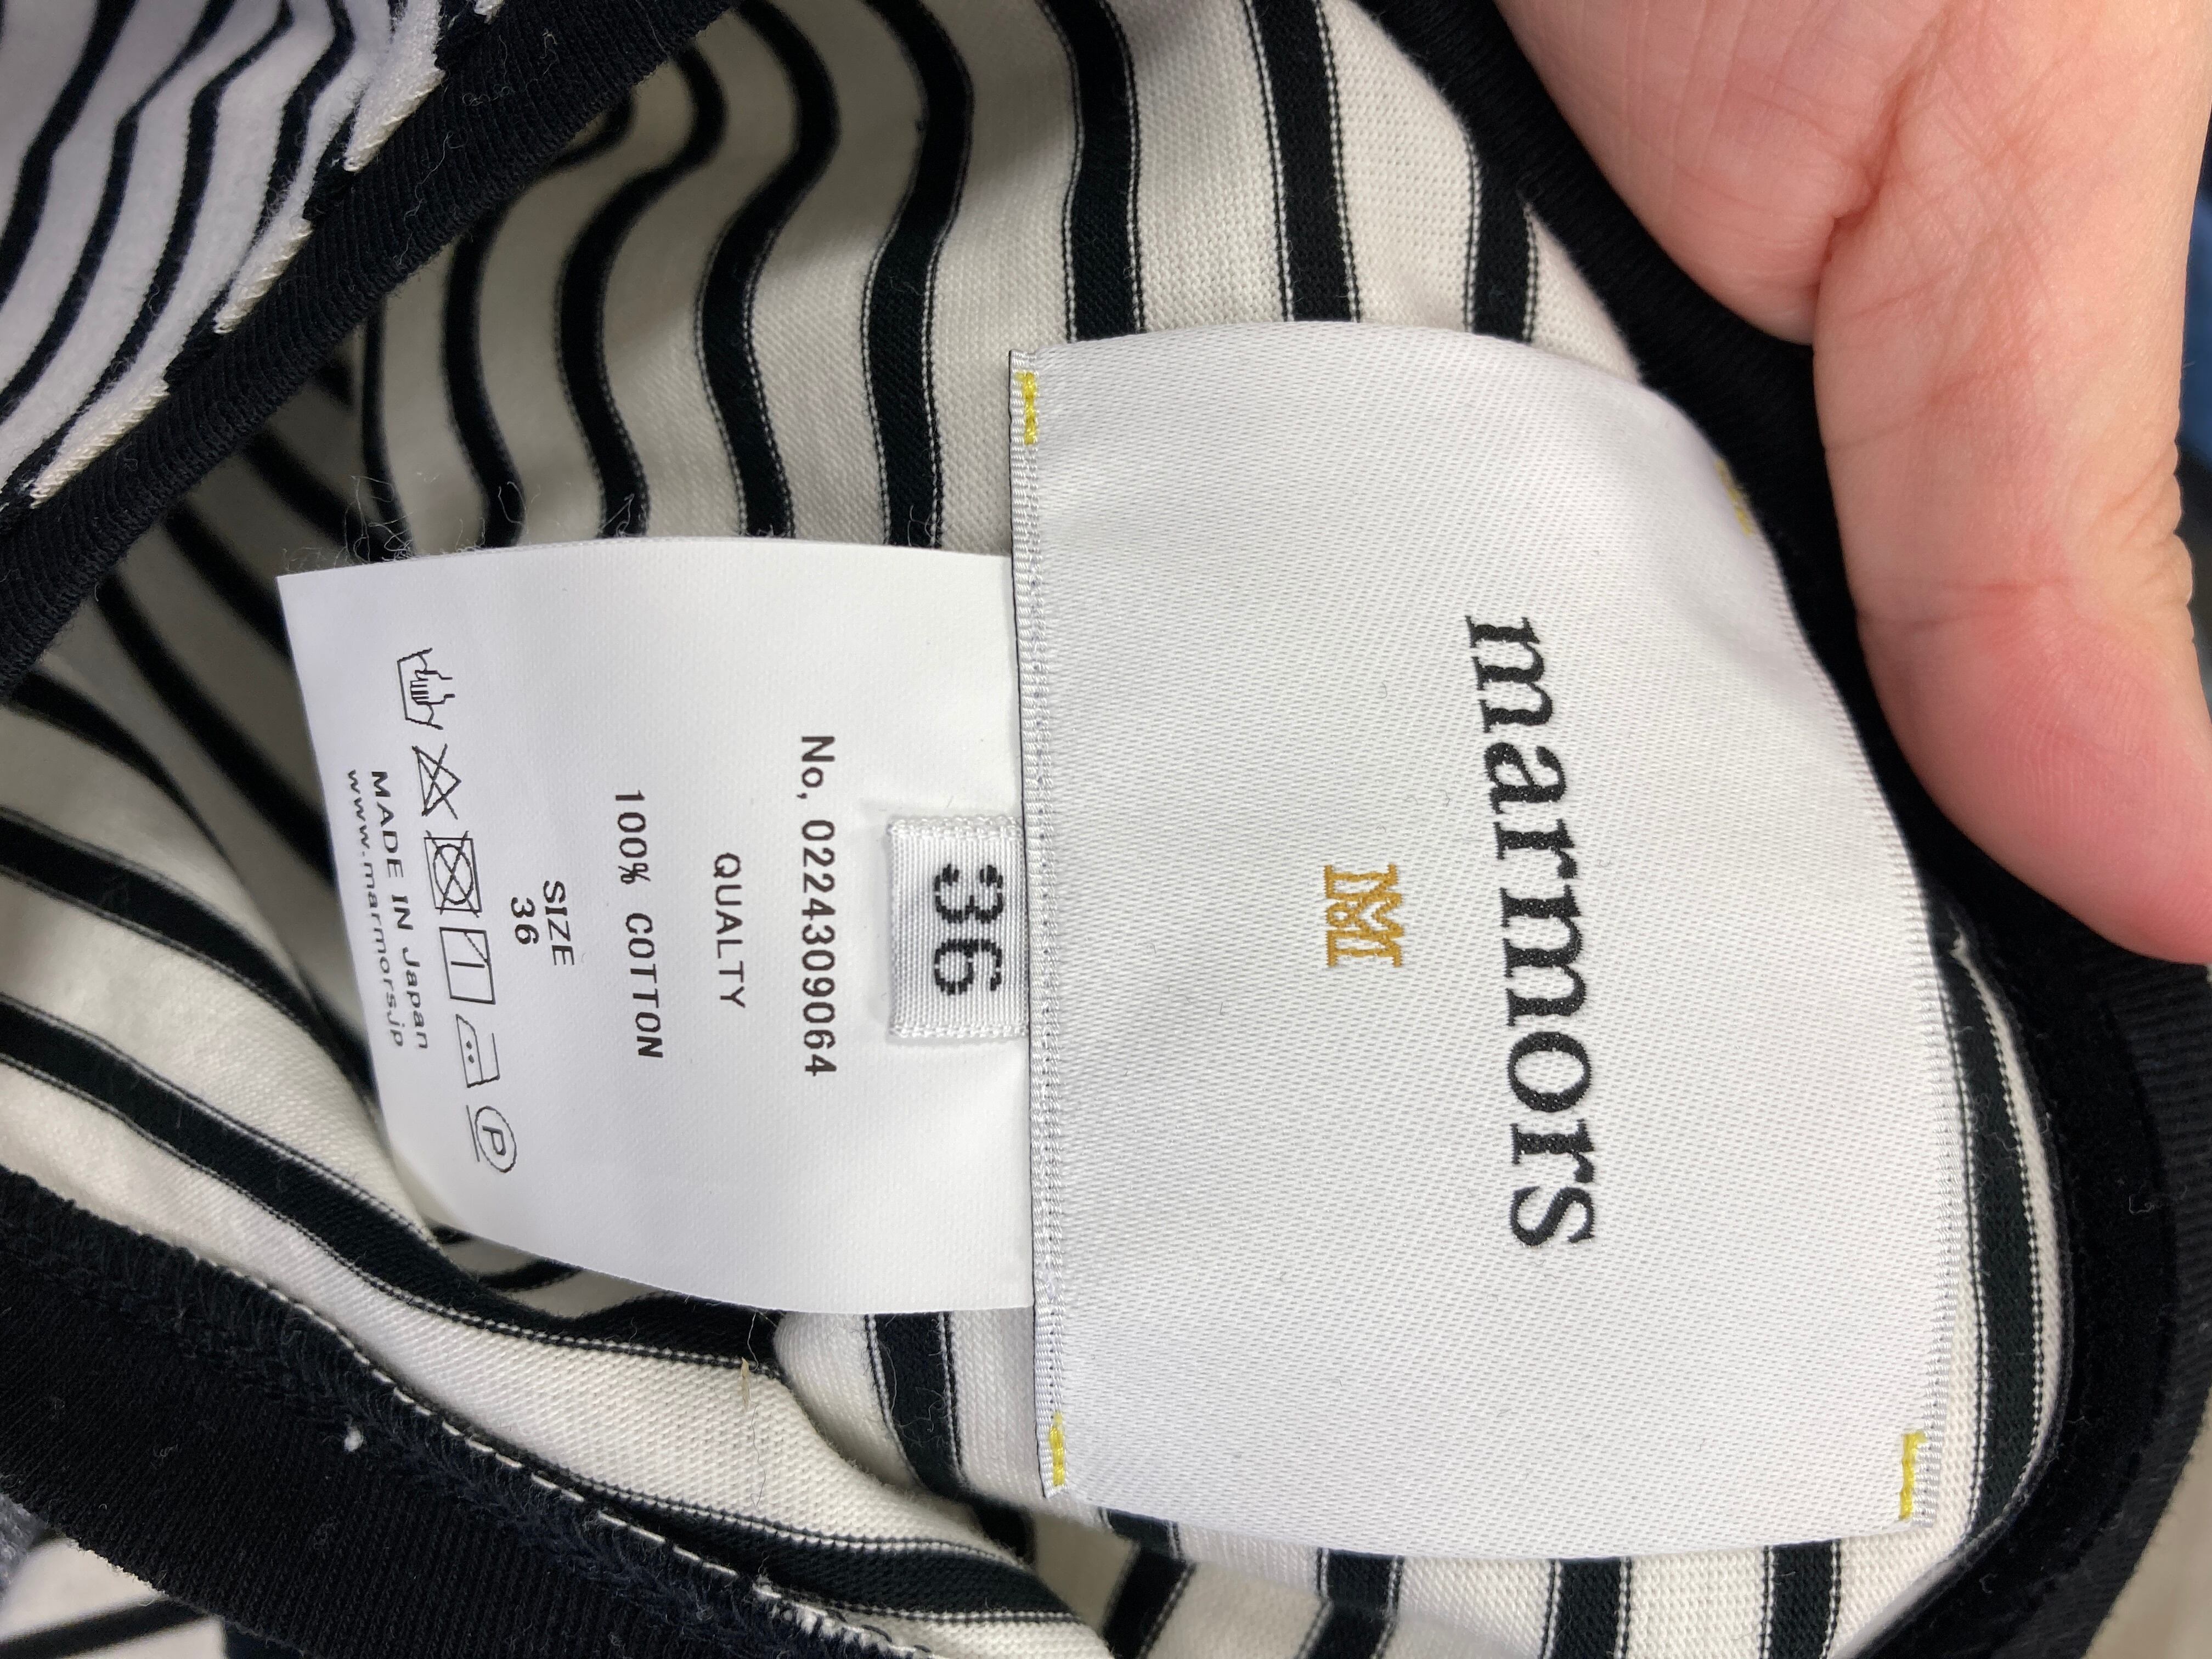 marmors
M
36
No, 0224309064
QUALTY
100% COTTON
SIZE
36
P
MADE IN Japan
www.marmors.jp